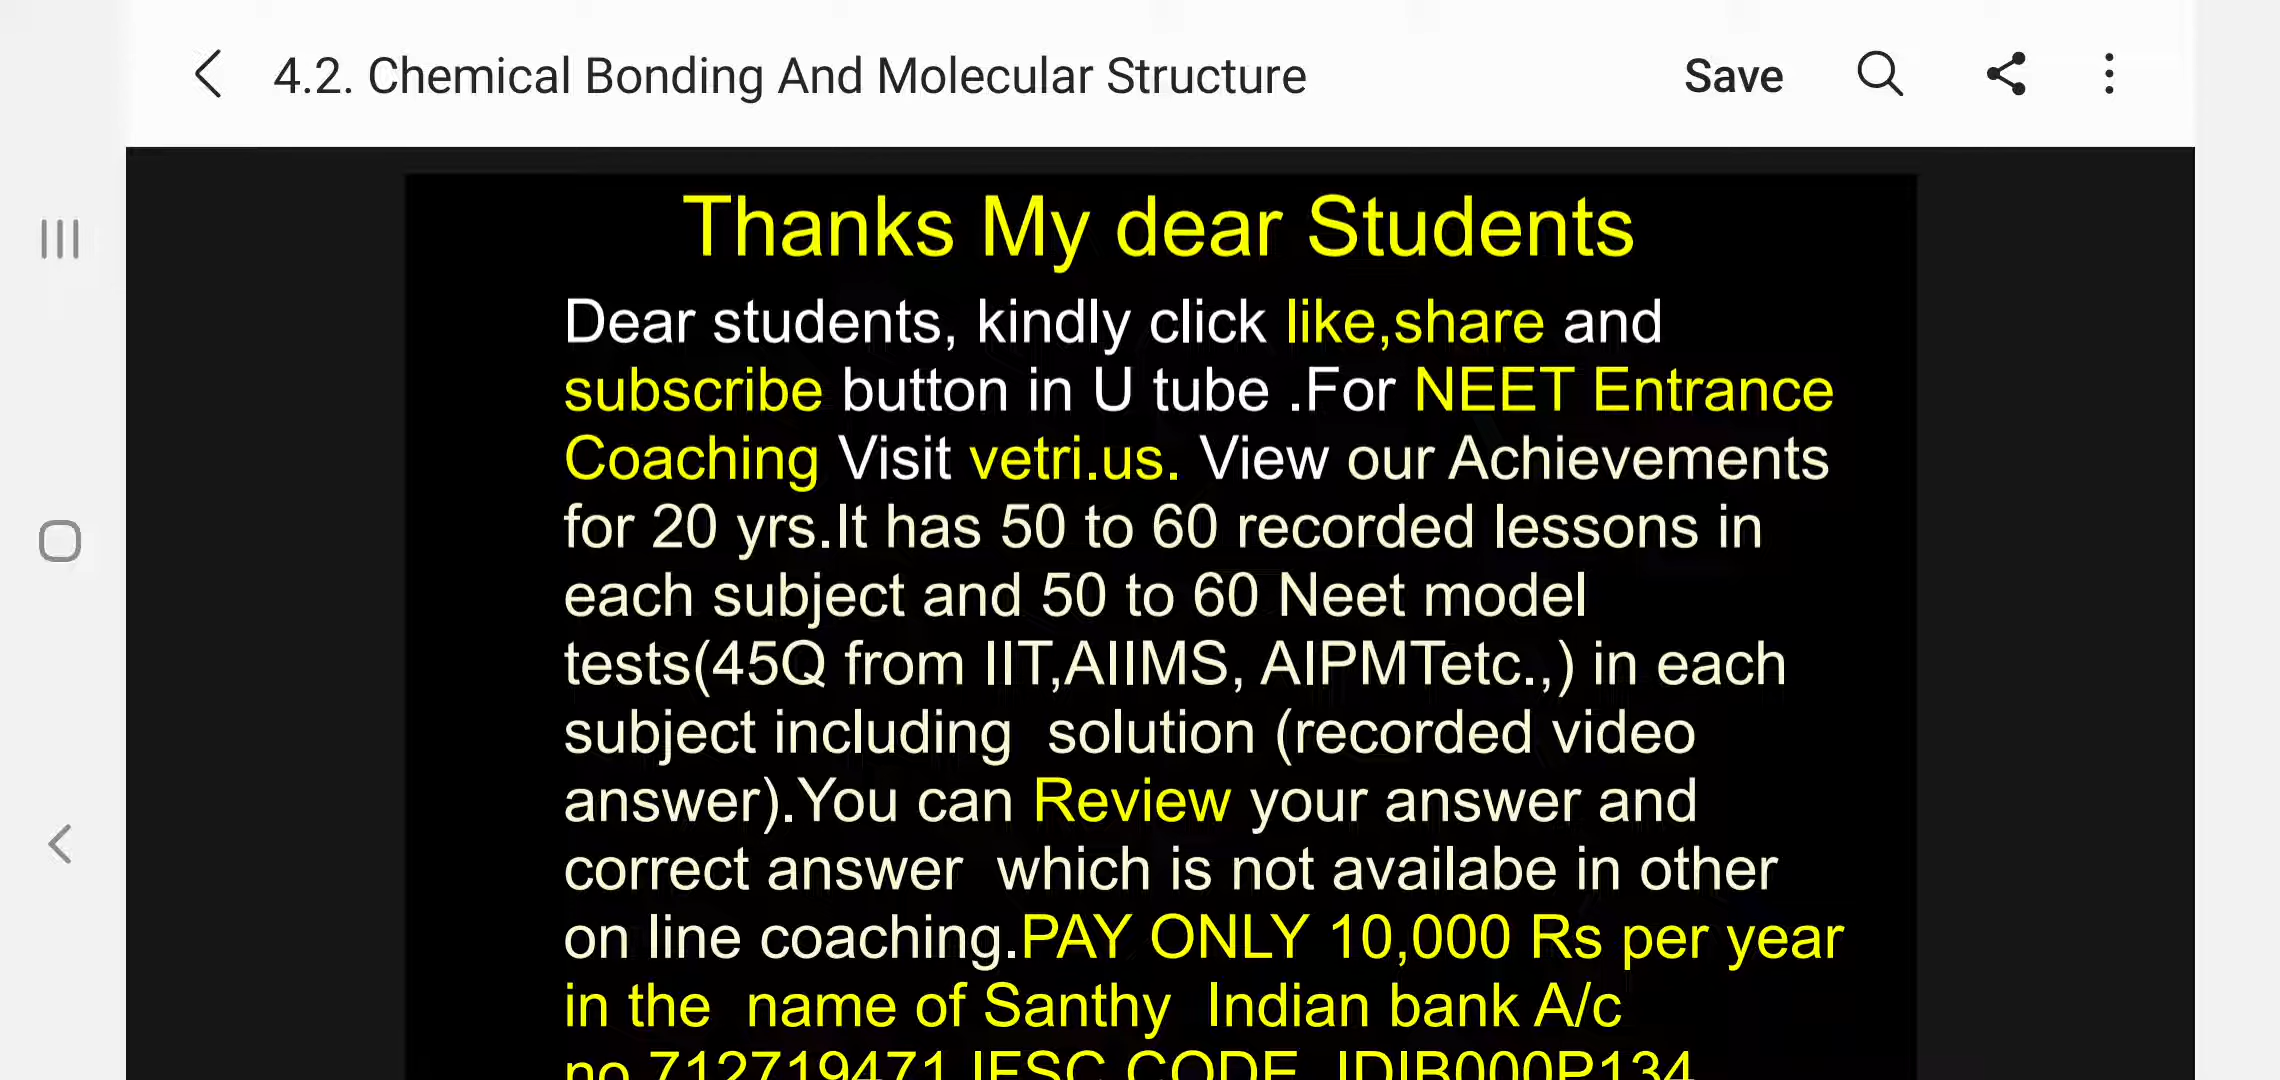 4.2. Chemical Bonding And Molecular Structure
Save
Thanks My dear Students
Dear students, kindly click like,share and
subscribe button in U tube .For NEET Entrance
Coaching Visit vetri.us. View our Achievements
for 20 yrs.It has 50 to 60 recorded lessons in
each subject and 50 to 60 Neet model
tests(45Q from IIT,AIIMS, AIPMTetc.,) in each
subject including solution (recorded video
answer).You can Review your answer and
correct answer which is not availabe in other
on line coaching.PAY ONLY 10,000 Rs per year
in the name of Santhy Indian bank A/c
no 712719471 IFSC CODE IDIB000P134